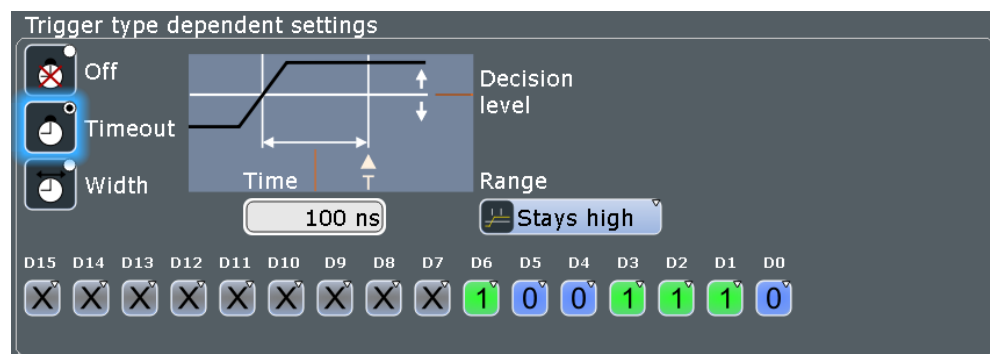 Trigger type dependent settings
Off
Decision
level
Timeout
Width
Time
T
Range
100 ns
Stays high
D15 D14 D13 D12 D11 D10 D9 D8 D7 D6 D5 D4 D3 D2 D1 D0
X X X X X X X X X 1 0 0 1 1 1 0